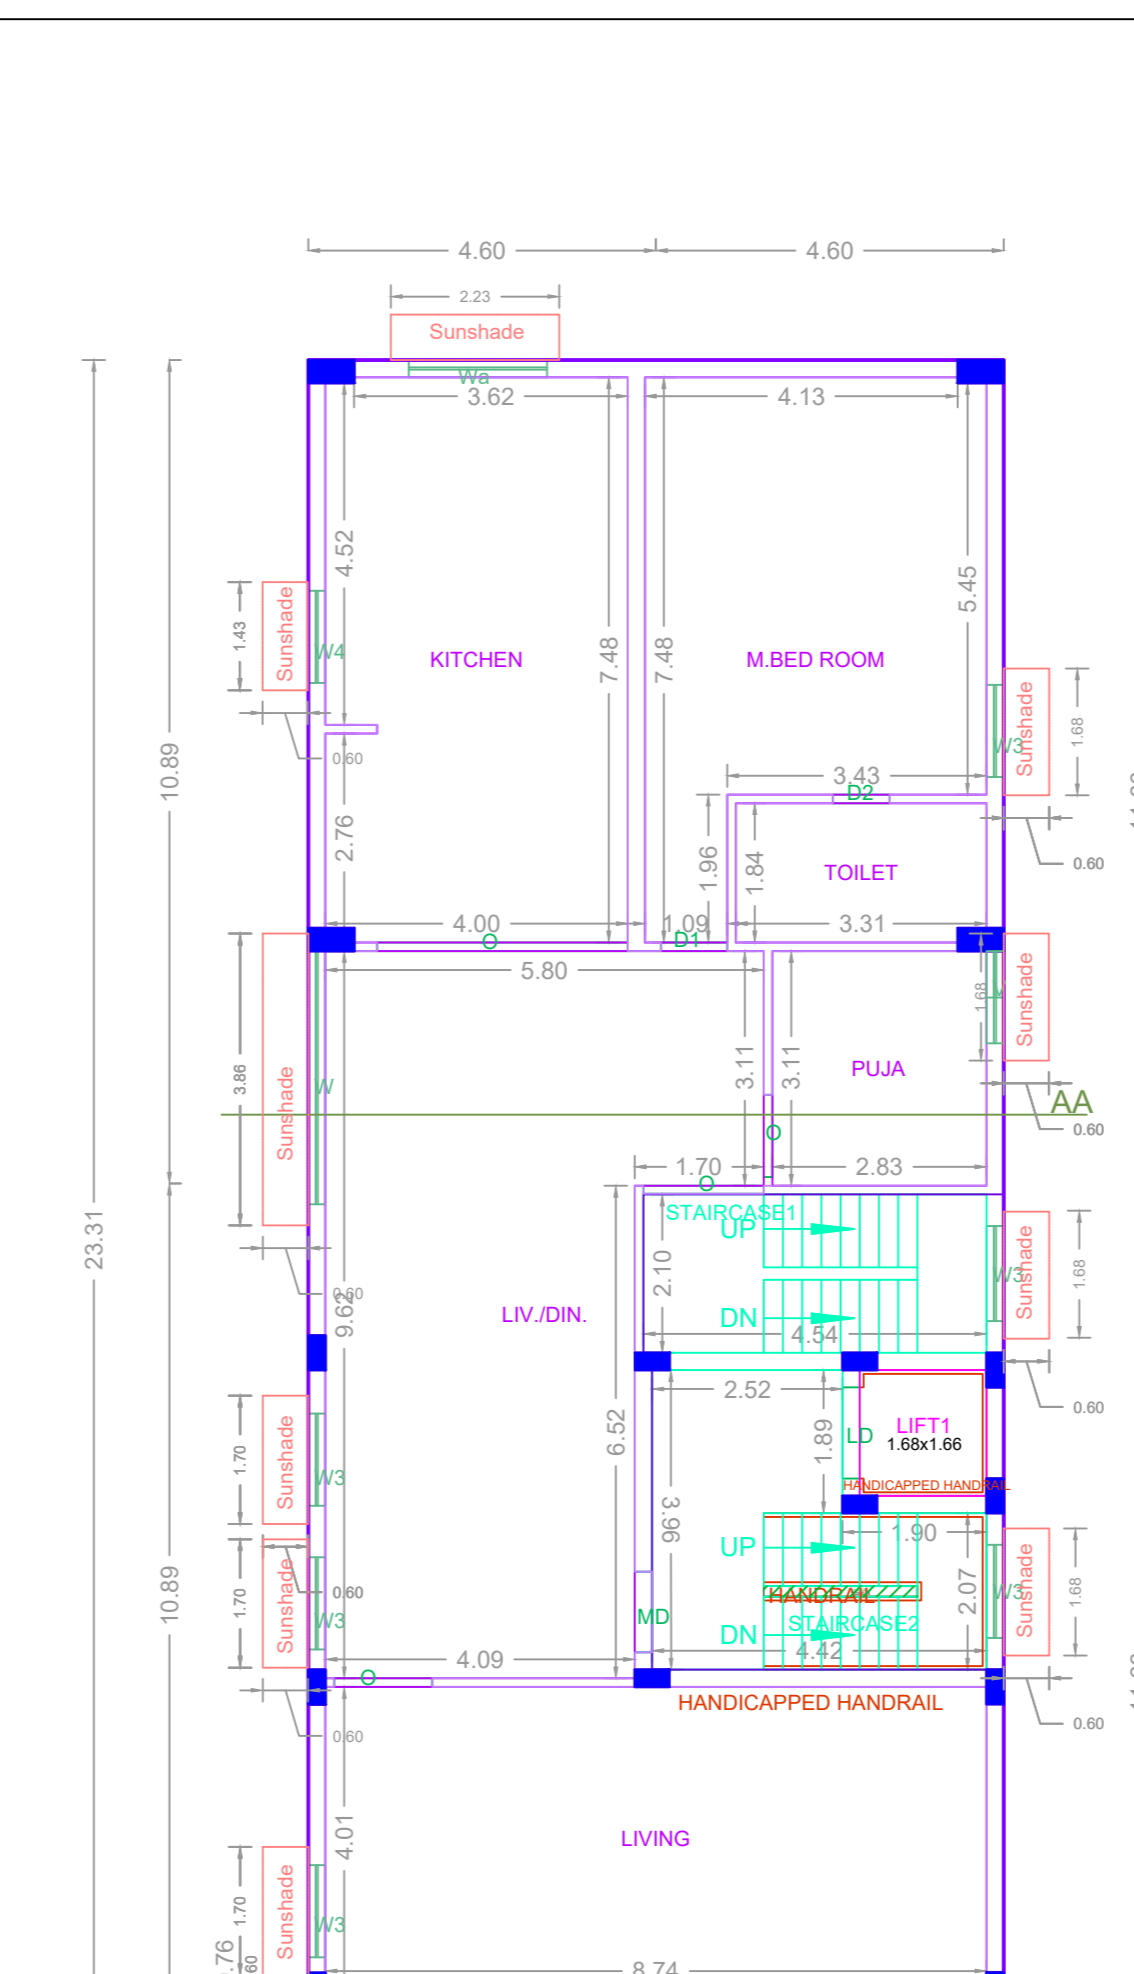 4.60
4.60
2.23
Sunshade
Wa
3.62
4.13
4.52
5.45
Sunshade
1.43
W4
KITCHEN
7.48
7.48
M.BED ROOM
Sunshade
1.68
W3
0.60
10.89
3.43
D2
2.76
1.96
1.84
TOILET
0.60
4.00
1.09
3.31
O
D1
5.80
1.68
Sunshade
3.86
Sunshade
W
3.11
3.11
PUJA
AA
O
0.60
1.70
2.83
O
STAIRCASE1
UP
23.31
2.10
W3
Sunshade
1.68
0.60
9.62
LIV./DIN.
DN
4.54
2.52
0.60
6.52
1.89
LIFT1
1.68x1.66
LD
Sunshade
1.70
W3
HANDICAPPED HANDRAIL
3.96
1.90
UP
10.89
0.60
Sunshade
1.70
W3
HANDRAIL
2.07
W3
Sunshade
1.68
MD
STAIRCASE2
DN
4.42
4.09
O
HANDICAPPED HANDRAIL
0.60
0.60
LIVING
4.01
Sunshade
1.70
W3
.76
60
8.74